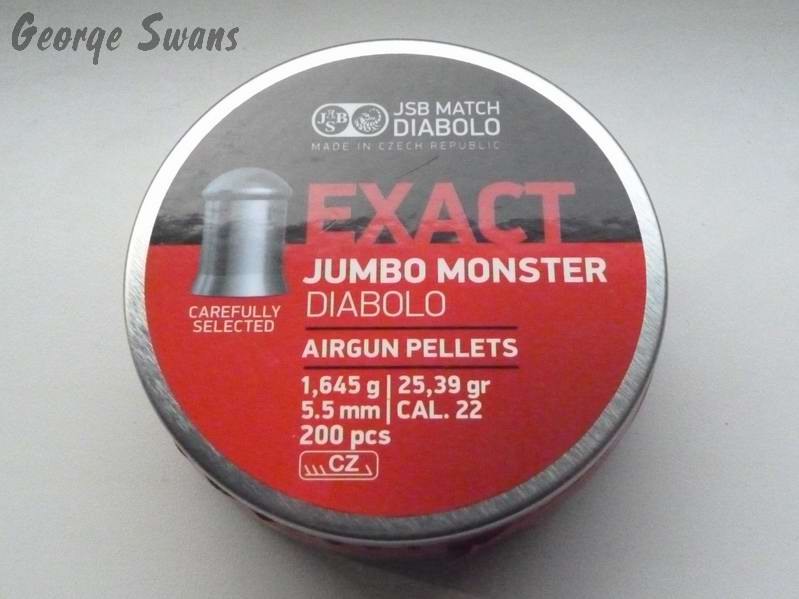 George Swans
JSB
JSB MATCH
DIABOLO
MADE IN CZECH REPUBLIC
EXACT
JUMBO MONSTER
DIABOLO
CAREFULLY
SELECTED
AIRGUN PELLETS
1,645 g | 25,39 gr
5.5 mm | CAL. 22
200 pcs
CZ